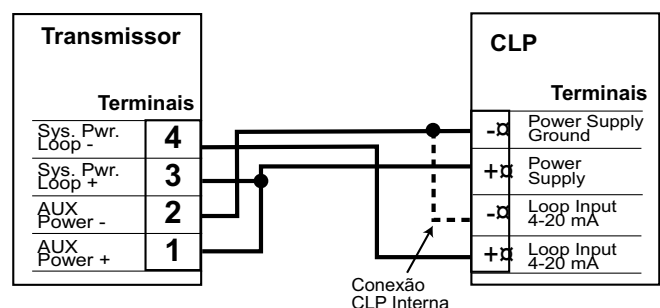 Transmissor
Terminais
Sys. Pwr.
Loop -
4
Sys. Pwr.
Loop +
3
AUX
Power -
2
AUX
Power +
1
CLP
Terminais
-¤ Power Supply
Ground
+¤ Power
Supply
-¤ Loop Input
4-20 mA
+¤ Loop Input
4-20 mA
Conexão
CLP Interna